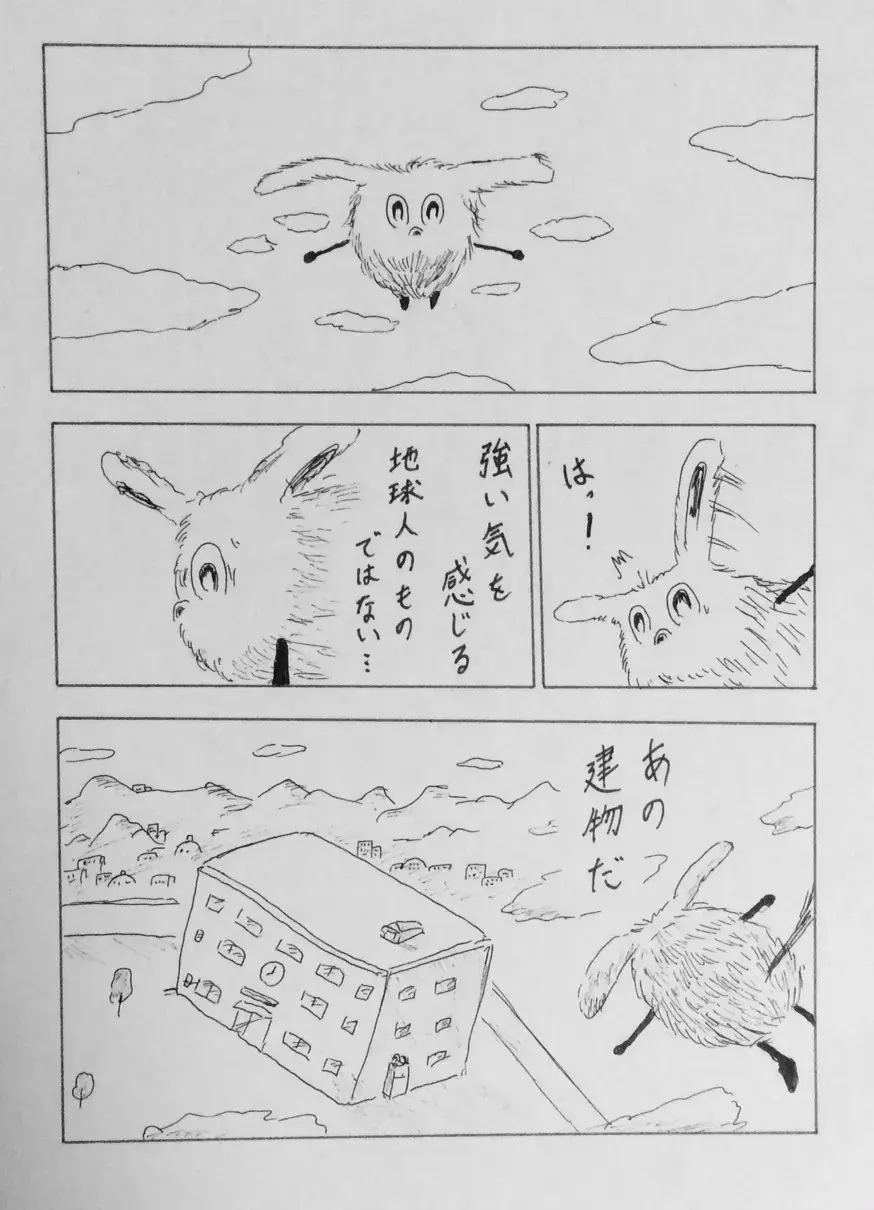 はっ!
強い気を
感じる
地球人のもの
ではない…
あの
建物だ